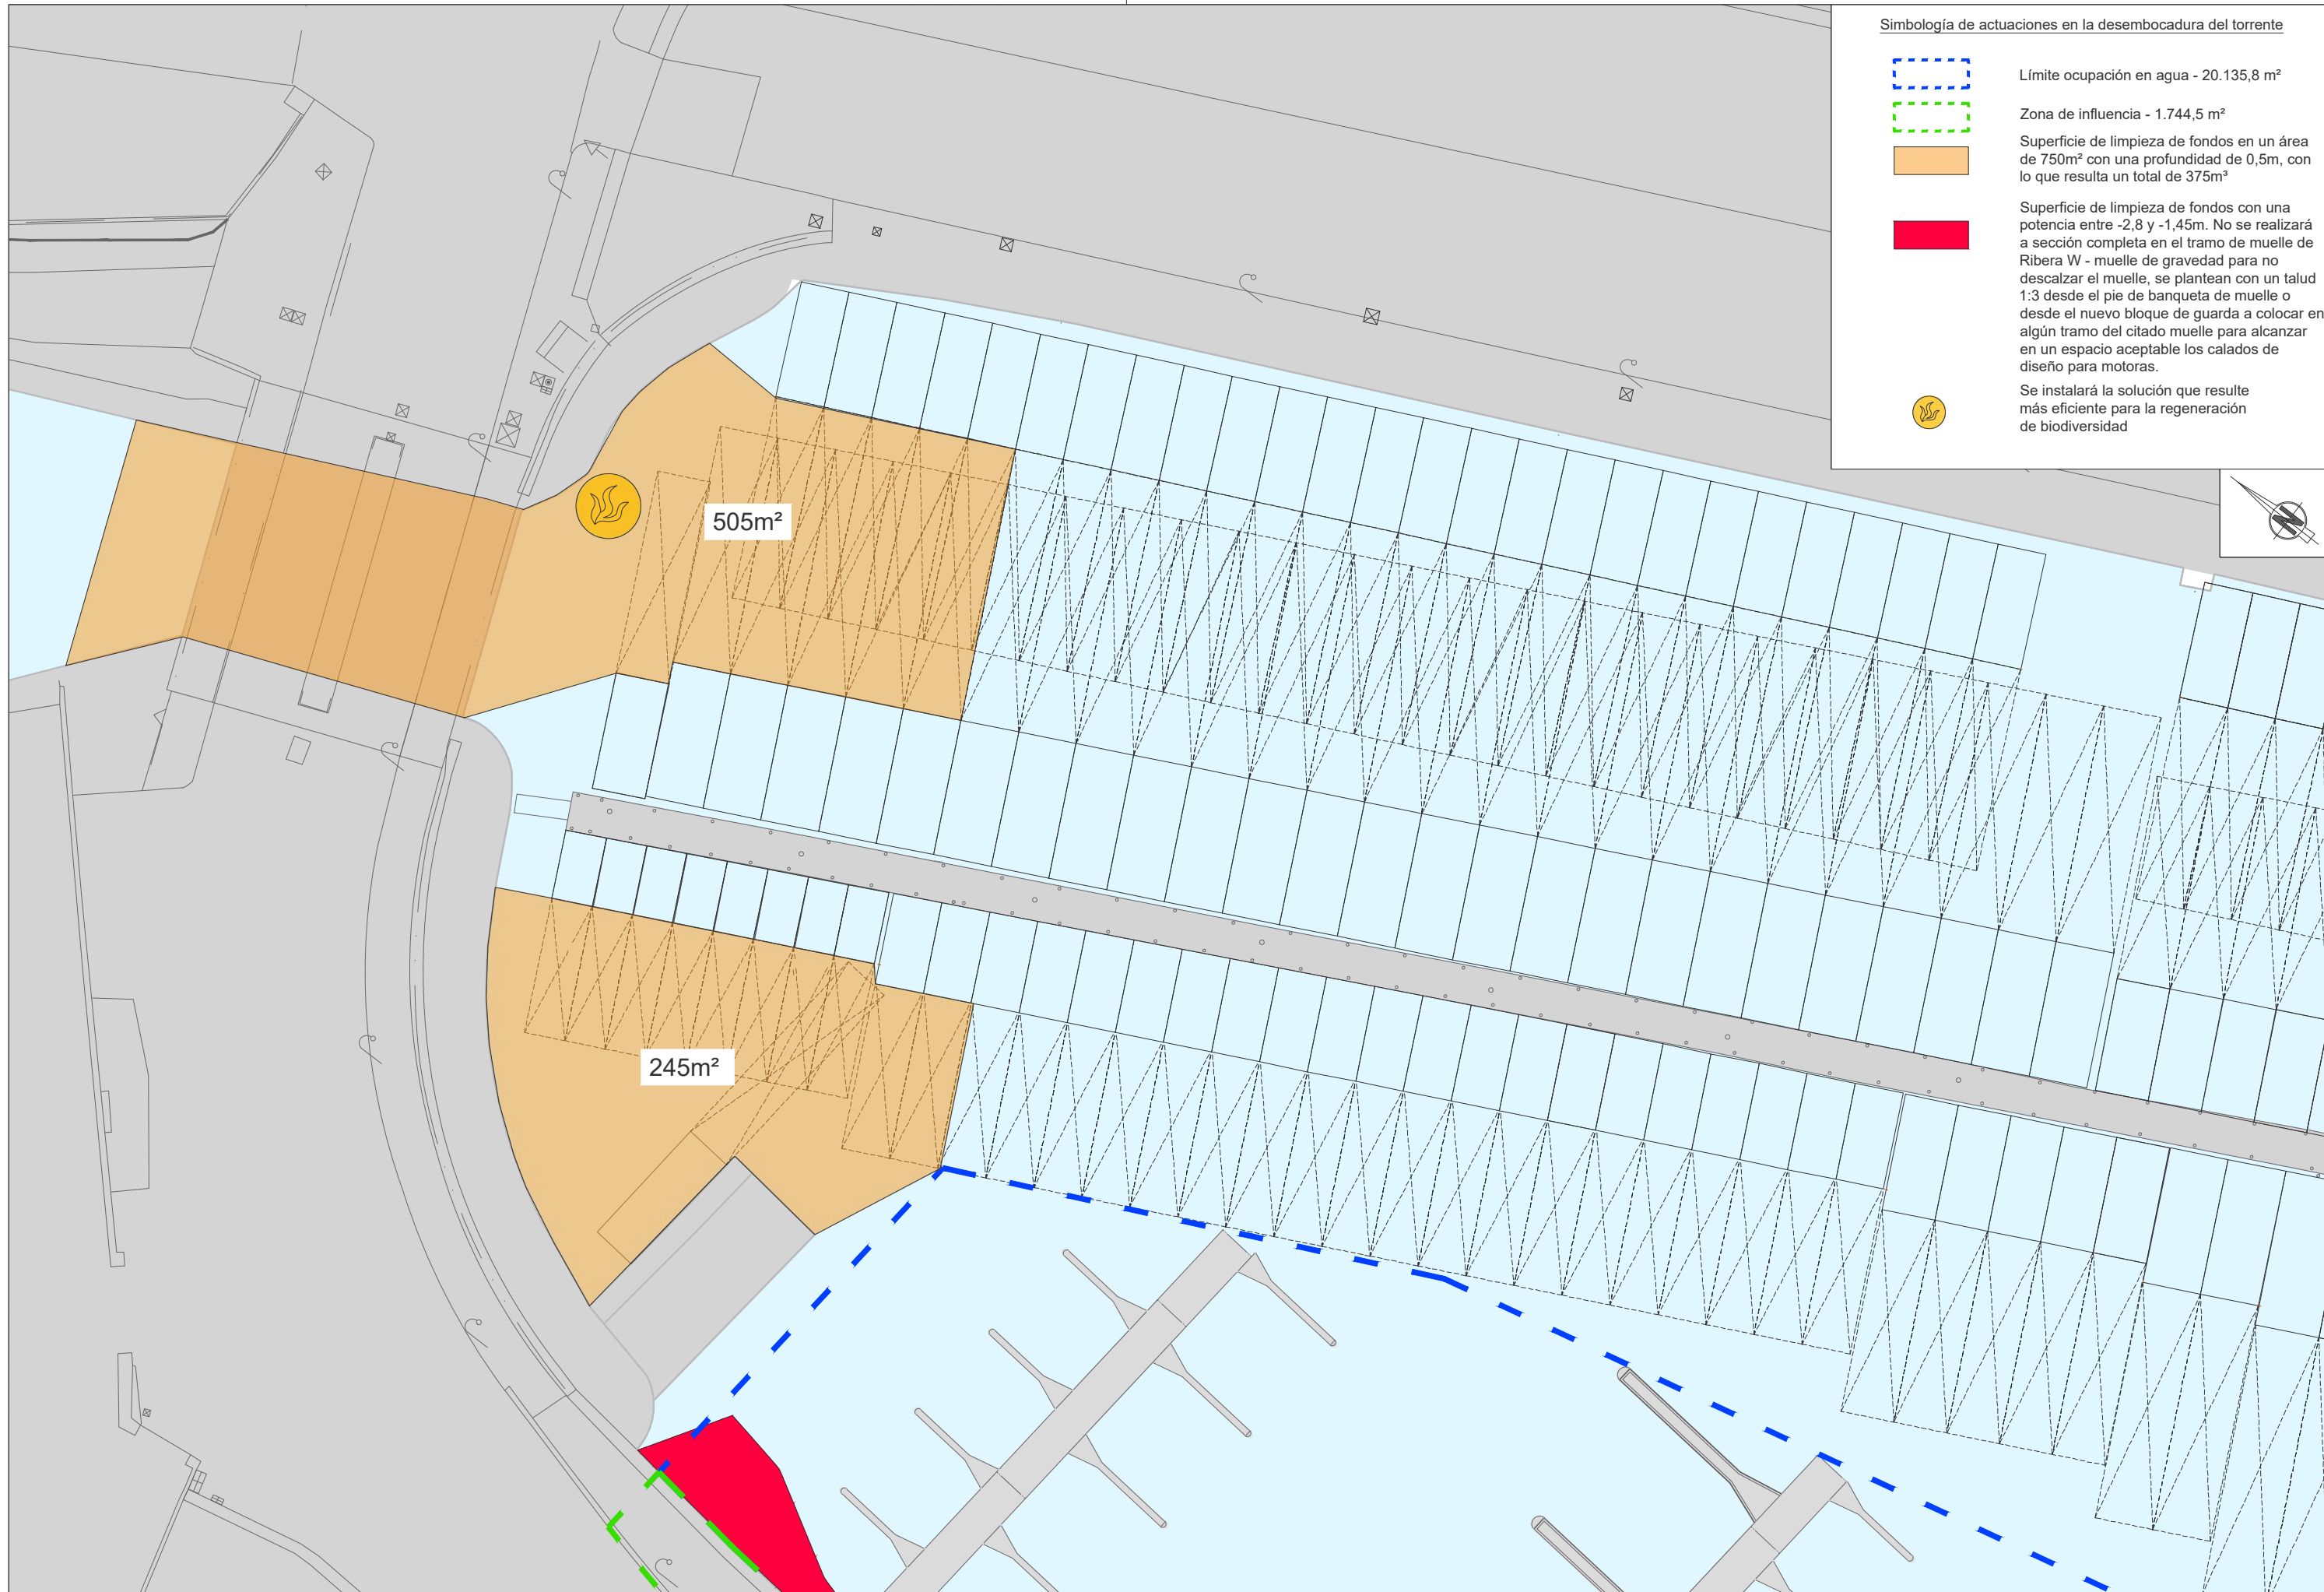 Simbología de actuaciones en la desembocadura del torrente
Límite ocupación en agua - 20.135,8 m²
Zona de influencia - 1.744,5 m²
Superficie de limpieza de fondos en un área
de 750m² con una profundidad de 0,5m, con
lo que resulta un total de 375m³
Superficie de limpieza de fondos con una
potencia entre -2,8 y -1,45m. No se realizará
a sección completa en el tramo de muelle de
Ribera W - muelle de gravedad para no
descalzar el muelle, se plantean con un talud
1:3 desde el pie de banqueta de muelle o
desde el nuevo bloque de guarda a colocar en
algún tramo del citado muelle para alcanzar
en un espacio aceptable los calados de
diseño para motoras.
Se instalará la solución que resulte
más eficiente para la regeneración
de biodiversidad
N
505m²
245m²